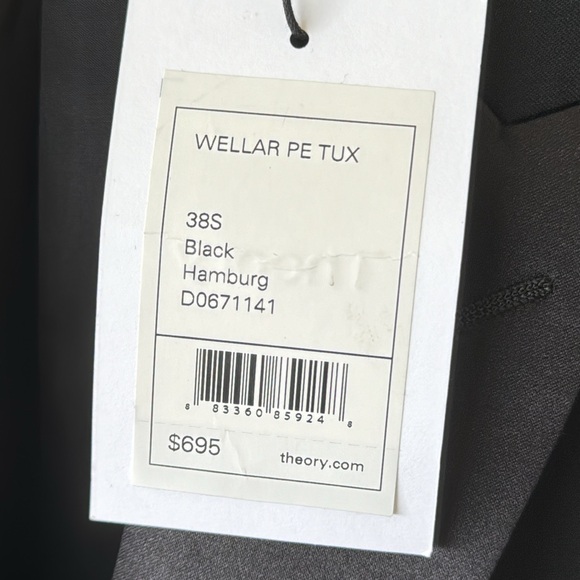 WELLAR PE TUX
38S
Black
Hamburg
D0671141
8 83360 85924 8
$695
theory.com